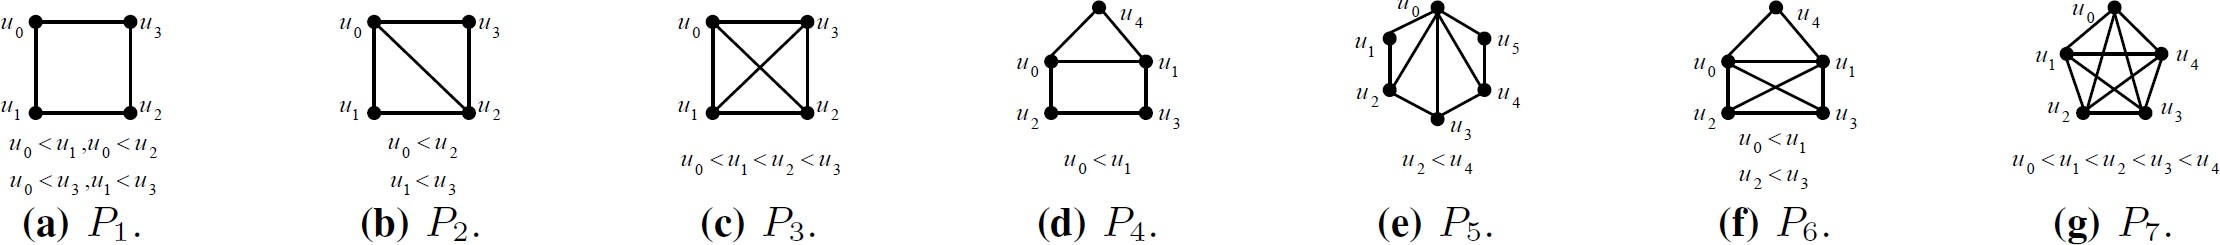 u0 u3
u1 u2
u0 < u1 , u0 < u2
u0 < u3 , u1 < u3
(a) P1.
u0 u3
u1 u2
u0 < u2
u1 < u3
(b) P2.
u0 u3
u1 u2
u0 < u1 < u2 < u3
(c) P3.
u4
u0 u1
u2 u3
u0 < u1
(d) P4.
u0
u1 u5
u2 u4
u3
u2 < u4
(e) P5.
u4
u0 u1
u2 u3
u0 < u1
u2 < u3
(f) P6.
u0
u1 u4
u2 u3
u0 < u1 < u2 < u3 < u4
(g) P7.